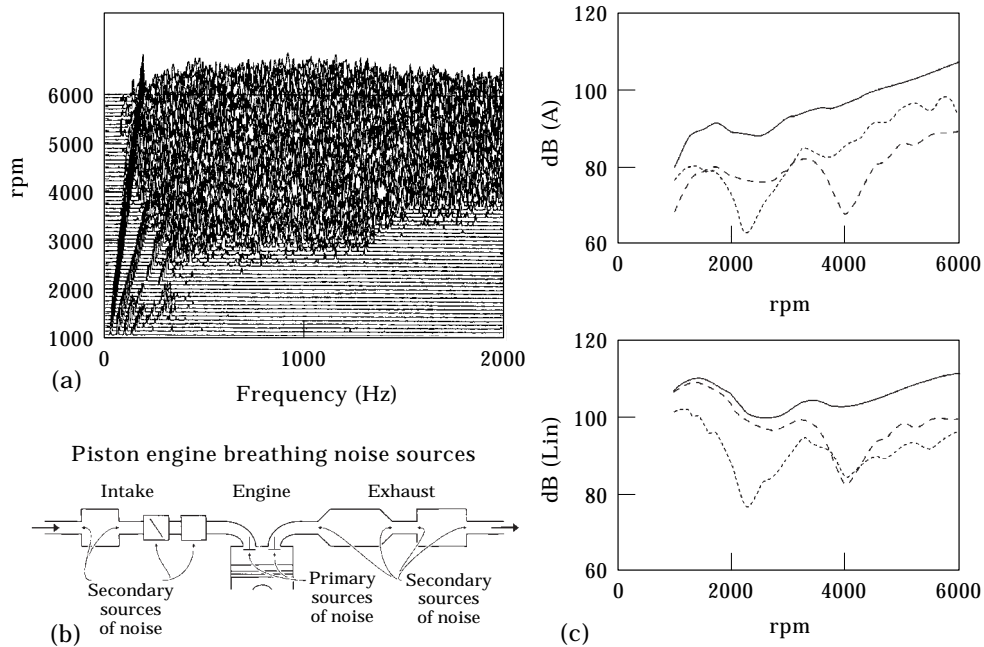 rpm
6000
5000
4000
3000
2000
1000
0
1000
2000
Frequency (Hz)
(a)
Piston engine breathing noise sources
Intake
Engine
Exhaust
Secondary
sources
of noise
Primary
sources
of noise
Secondary
sources
of noise
(b)
dB (A)
120
100
80
60
0
2000
4000
6000
rpm
dB (Lin)
120
100
80
60
0
2000
4000
6000
rpm
(c)